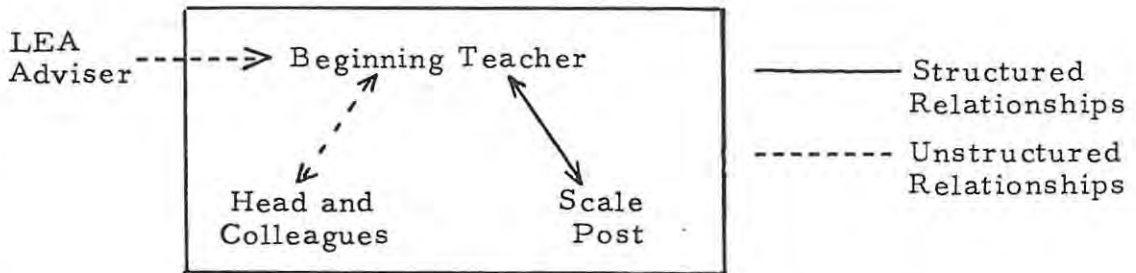 LEA
Adviser
Beginning Teacher
Head and
Colleagues
Scale
Post
Structured
Relationships
Unstructured
Relationships